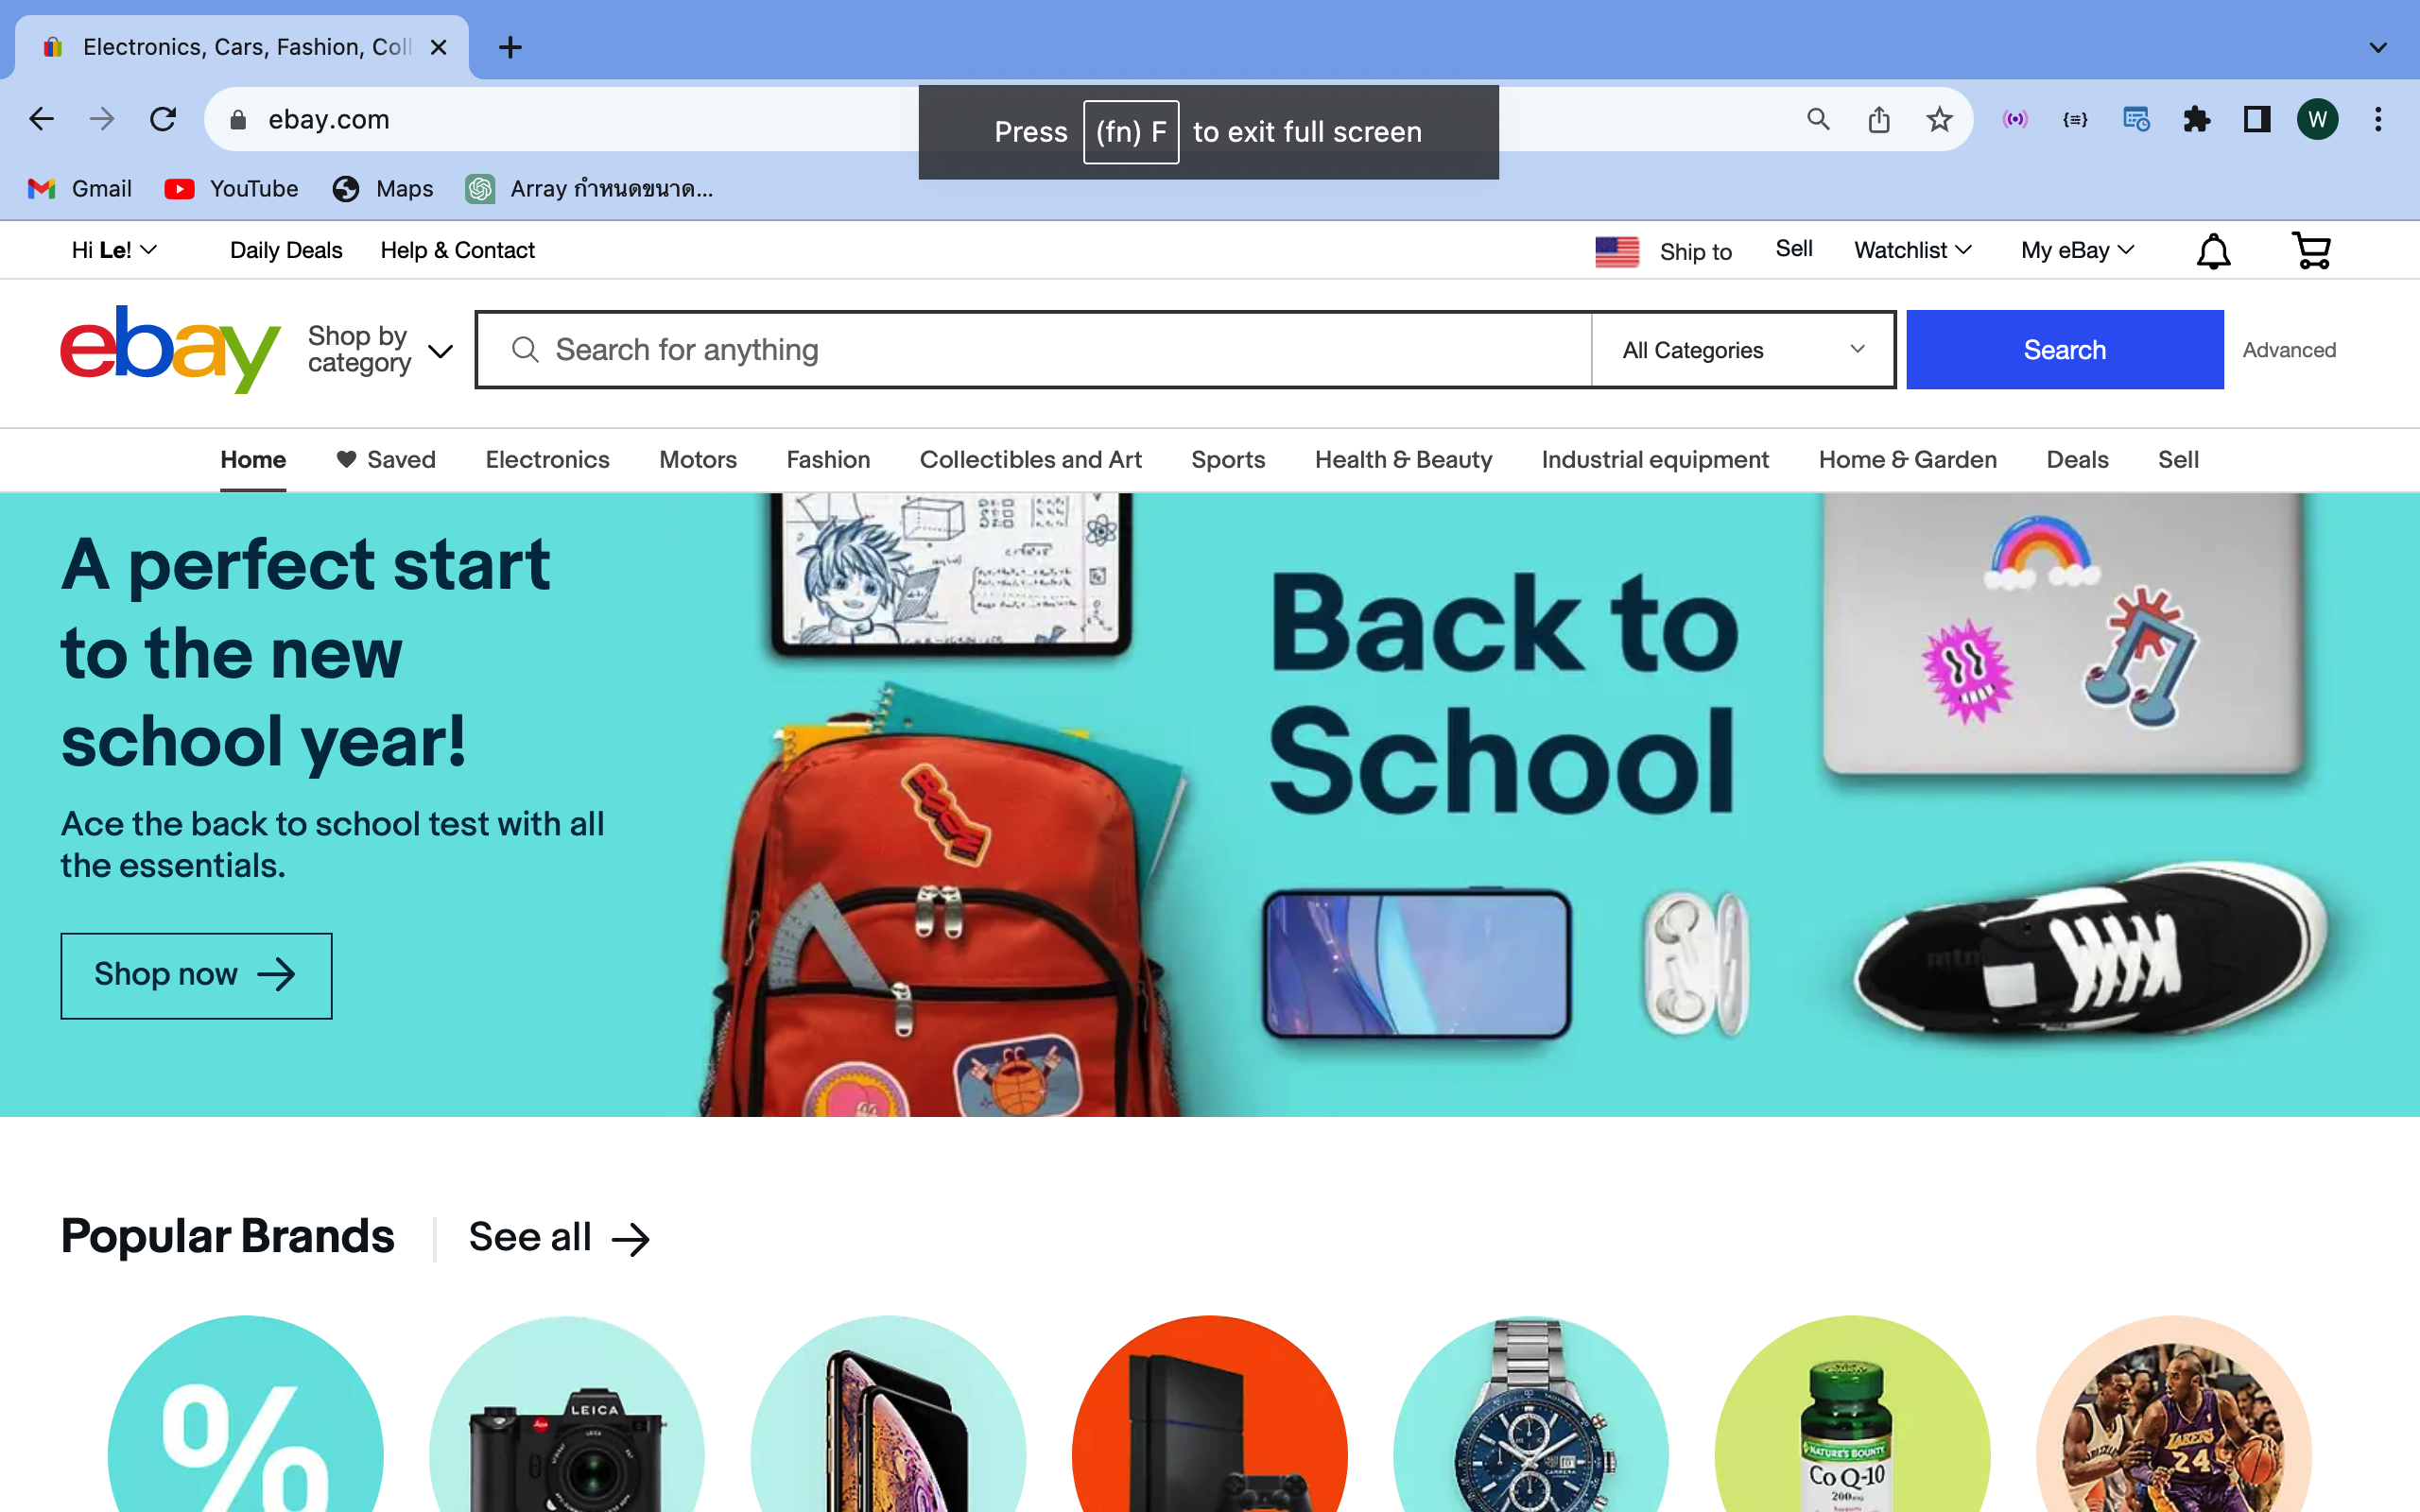 Electronics, Cars, Fashion, Coll
ebay.com
Press (fn) F to exit full screen
W
Gmail YouTube Maps Array กำหนดขนาด...
Hi Le! Daily Deals Help & Contact Ship to Sell Watchlist My eBay
ebay
Shop by
category
Search for anything
All Categories
Search
Advanced
Home Saved Electronics Motors Fashion Collectibles and Art Sports Health & Beauty Industrial equipment Home & Garden Deals Sell
A perfect start
to the new
school year!
Ace the back to school test with all
the essentials.
Shop now
Back to
School
BOOM
Popular Brands See all
%
LEICA
CARRERA
NATURE'S BOUNTY
Co Q-10
200mg
LAKERS
24